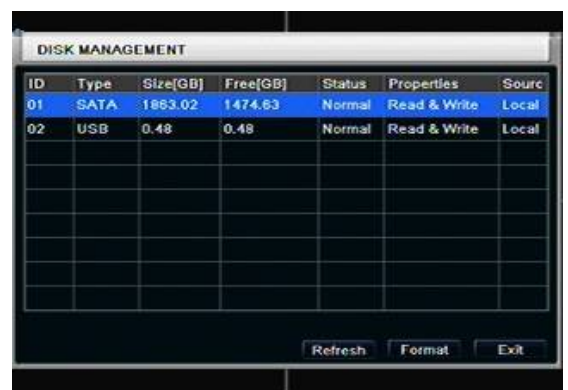 DISK MANAGEMENT
ID Type Size[GB] Free[GB] Status Properties Sourc
01 SATA 1863.02 1474.63 Normal Read & Write Local
02 USB 0.48 0.48 Normal Read & Write Local
Refresh Format Exit